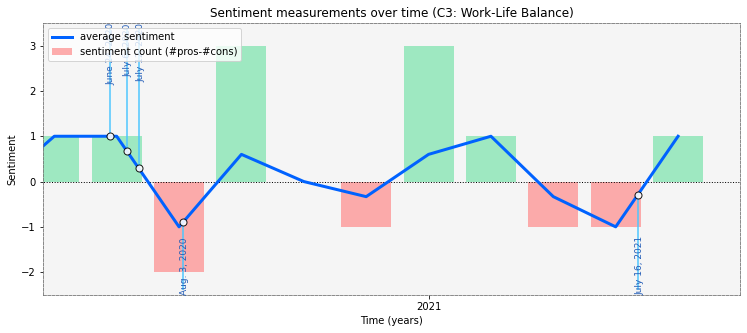 Sentiment measurements over time (C3: Work-Life Balance)
average sentiment
sentiment count (#pros-#cons)
Sentiment
3
2
1
0
−1
−2
Aug. 3, 2020
July 16, 2021
2021
Time (years)